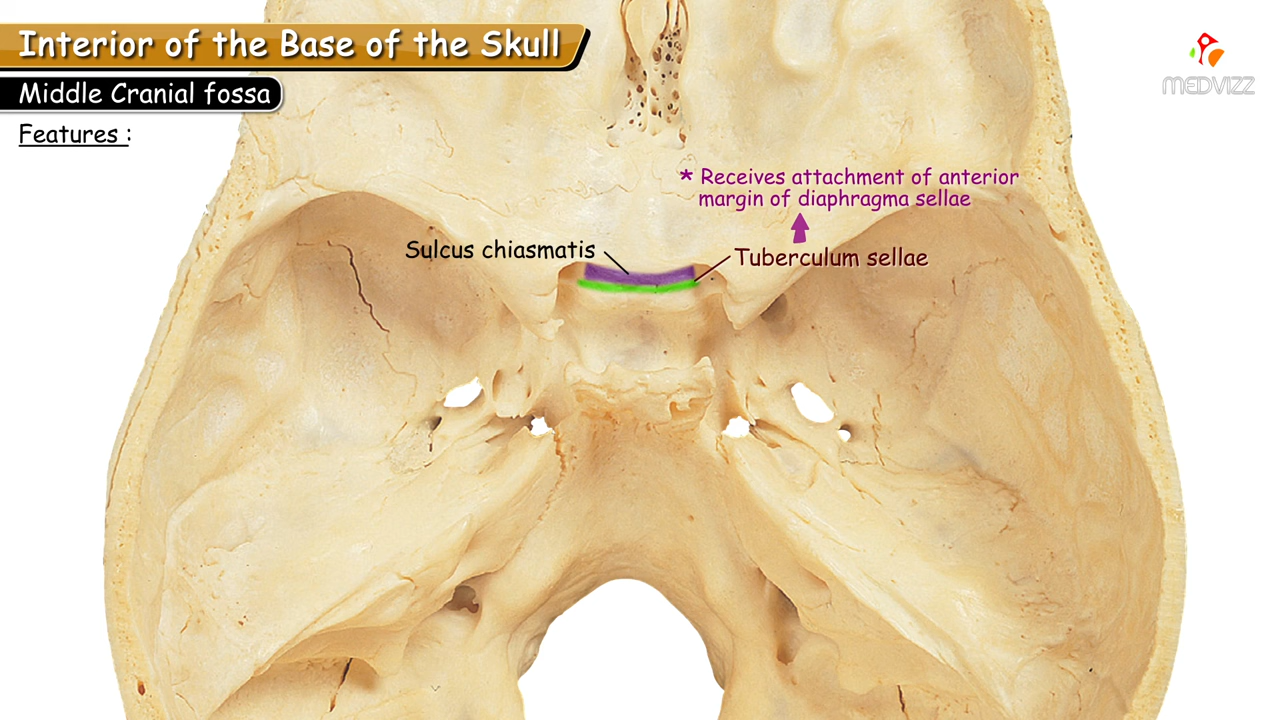 Interior of the Base of the Skull
MEDVIZZ
Middle Cranial fossa
Features :
* Receives attachment of anterior
margin of diaphragma sellae
Sulcus chiasmatis
Tuberculum sellae